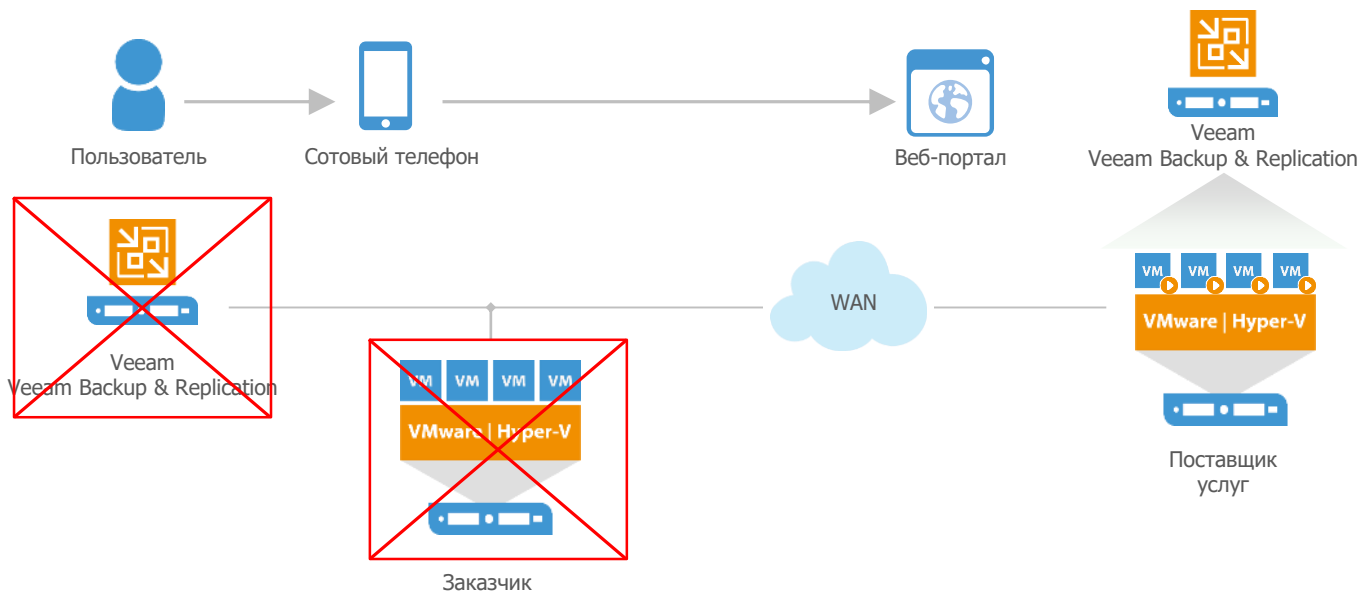 Пользователь
Сотовый телефон
Веб-портал
Veeam
Veeam Backup & Replication
Veeam
Veeam Backup & Replication
VM VM VM VM
VMware | Hyper-V
Заказчик
WAN
VM VM VM VM
VMware | Hyper-V
Поставщик
услуг